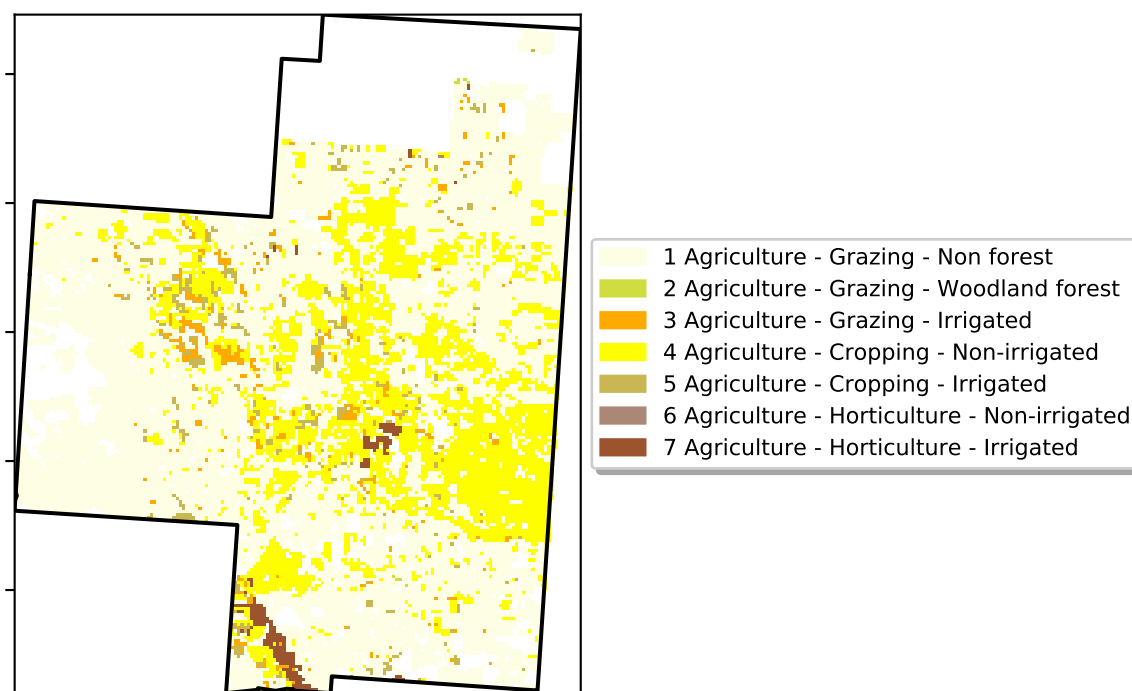 1 Agriculture - Grazing - Non forest
2 Agriculture - Grazing - Woodland forest
3 Agriculture - Grazing - Irrigated
4 Agriculture - Cropping - Non-irrigated
5 Agriculture - Cropping - Irrigated
6 Agriculture - Horticulture - Non-irrigated
7 Agriculture - Horticulture - Irrigated